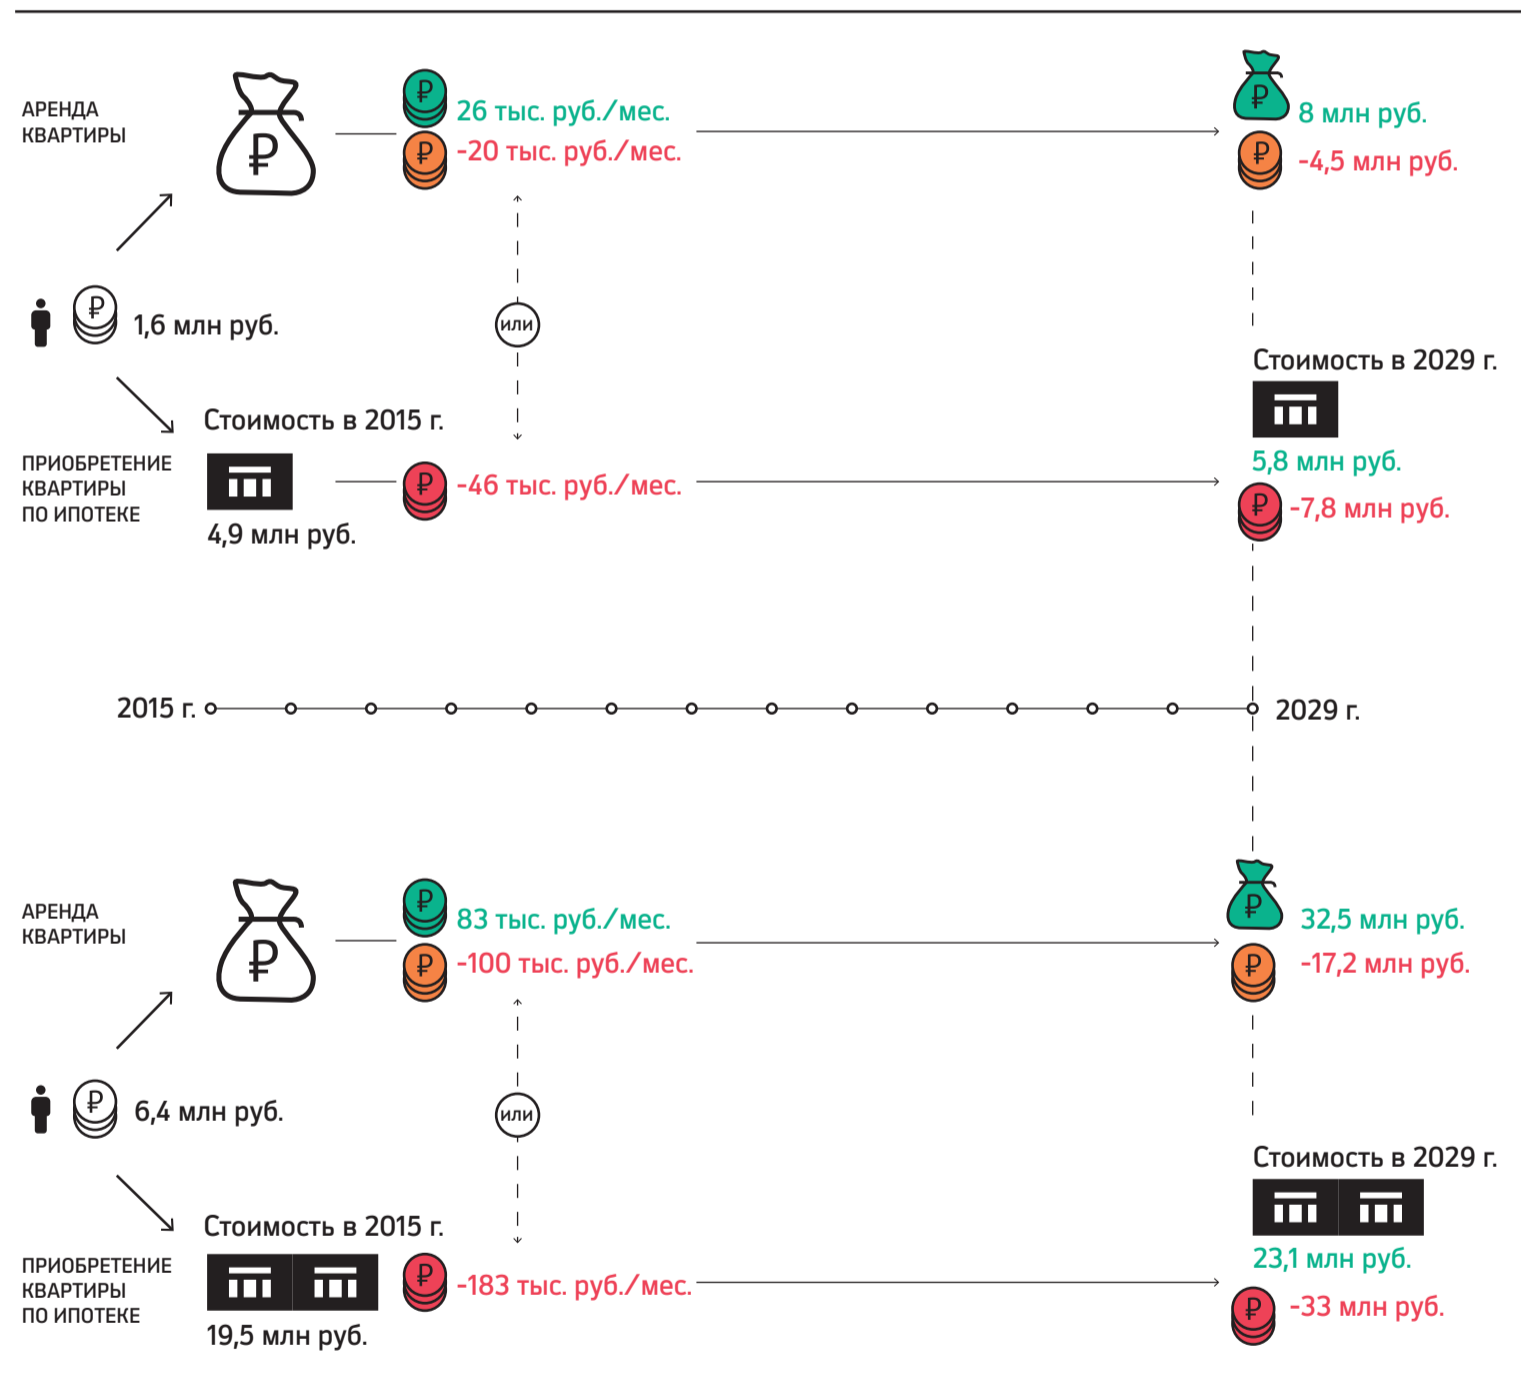 АРЕНДА
КВАРТИРЫ
₽
₽
26 тыс. руб./мес.
₽
-20 тыс. руб./мес.
₽
8 млн руб.
₽
-4,5 млн руб.
₽
1,6 млн руб.
или
Стоимость в 2029 г.
5,8 млн руб.
₽
-7,8 млн руб.
Стоимость в 2015 г.
ПРИОБРЕТЕНИЕ
КВАРТИРЫ
ПО ИПОТЕКЕ
4,9 млн руб.
₽
-46 тыс. руб./мес.
2015 г.
2029 г.
АРЕНДА
КВАРТИРЫ
₽
₽
83 тыс. руб./мес.
₽
-100 тыс. руб./мес.
₽
32,5 млн руб.
₽
-17,2 млн руб.
₽
6,4 млн руб.
или
Стоимость в 2029 г.
23,1 млн руб.
₽
-33 млн руб.
Стоимость в 2015 г.
ПРИОБРЕТЕНИЕ
КВАРТИРЫ
ПО ИПОТЕКЕ
19,5 млн руб.
₽
-183 тыс. руб./мес.